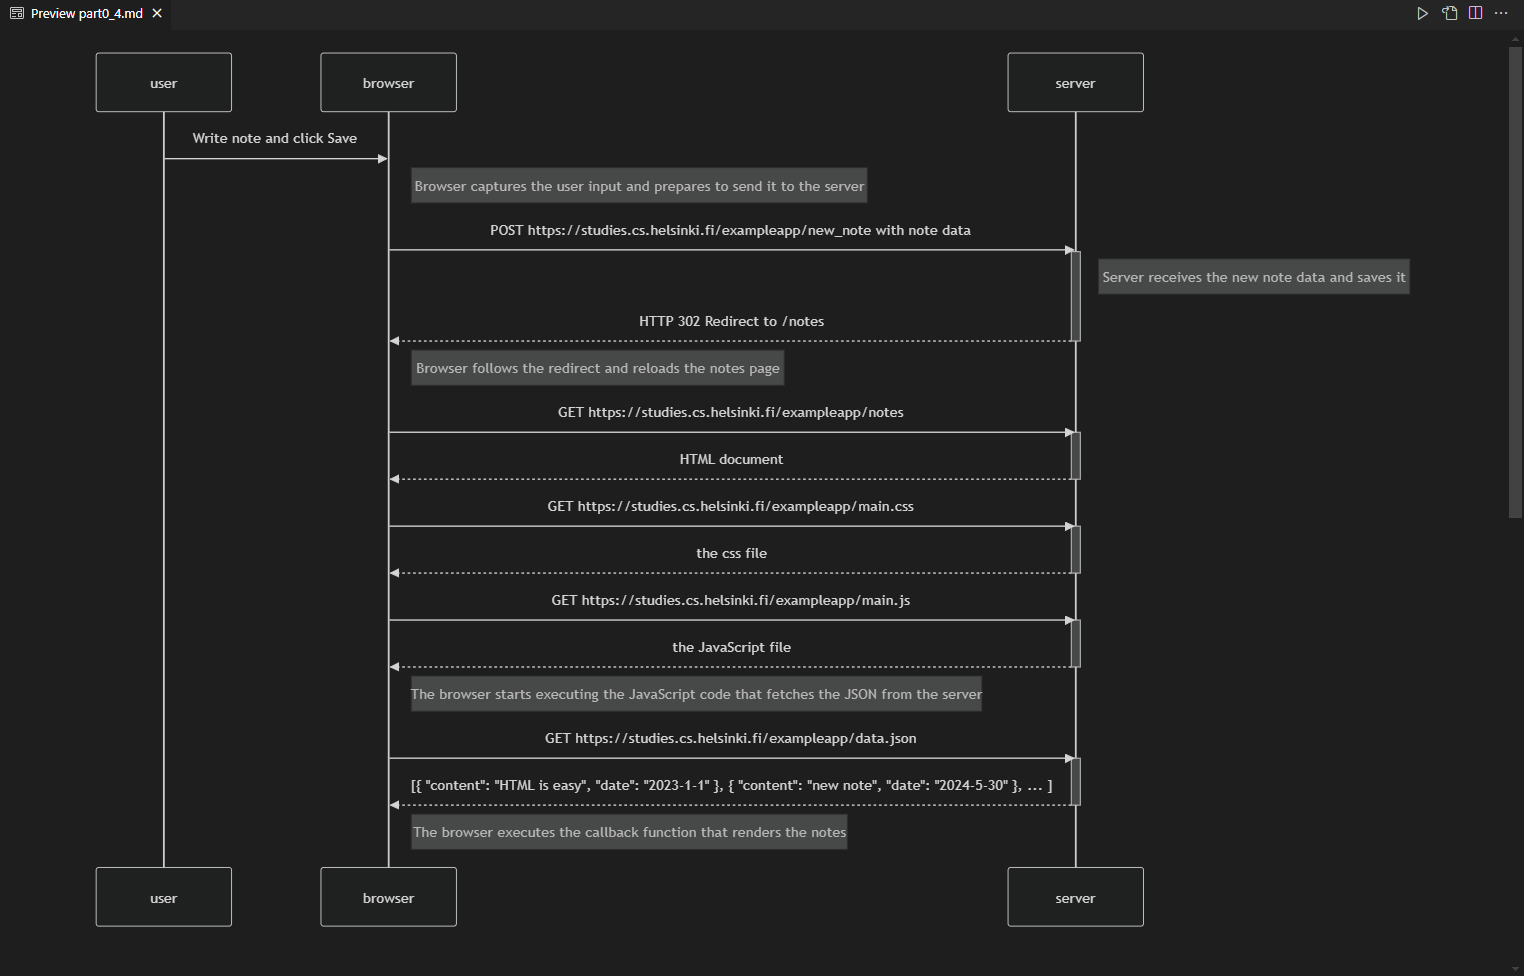 Preview part0_4.md
user browser server
Write note and click Save
Browser captures the user input and prepares to send it to the server
POST https://studies.cs.helsinki.fi/exampleapp/new_note with note data
Server receives the new note data and saves it
HTTP 302 Redirect to /notes
Browser follows the redirect and reloads the notes page
GET https://studies.cs.helsinki.fi/exampleapp/notes
HTML document
GET https://studies.cs.helsinki.fi/exampleapp/main.css
the css file
GET https://studies.cs.helsinki.fi/exampleapp/main.js
the JavaScript file
The browser starts executing the JavaScript code that fetches the JSON from the server
GET https://studies.cs.helsinki.fi/exampleapp/data.json
[{ "content": "HTML is easy", "date": "2023-1-1" }, { "content": "new note", "date": "2024-5-30" }, ... ]
The browser executes the callback function that renders the notes
user browser server